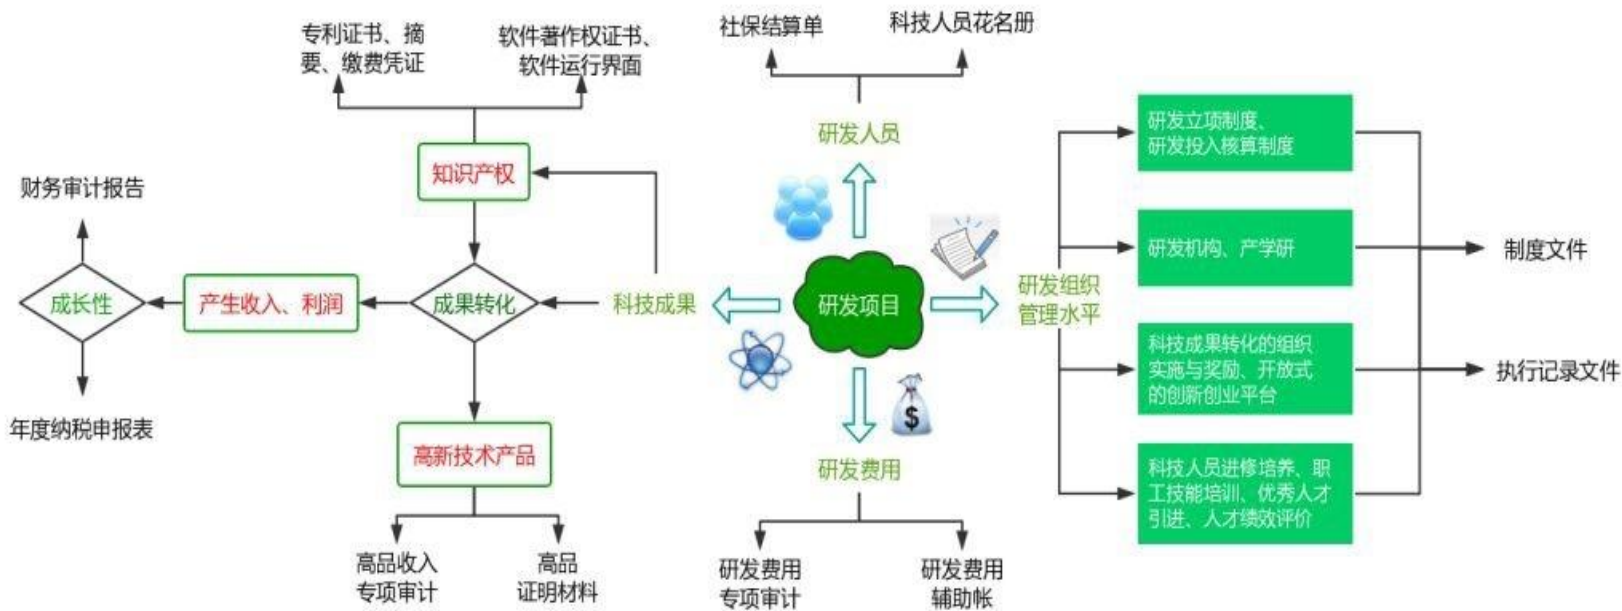 专利证书、摘
要、缴费凭证
软件著作权证书、
软件运行界面
社保结算单
科技人员花名册
研发人员
知识产权
财务审计报告
成长性
产生收入、利润
成果转化
科技成果
研发项目
研发组织
管理水平
年度纳税申报表
高新技术产品
高品收入
专项审计
高品
证明材料
$
研发费用
研发费用
专项审计
研发费用
辅助帐
研发立项制度、
研发投入核算制度
研发机构、产学研
科技成果转化的组织
实施与奖励、开放式
的创新创业平台
科技人员进修培养、职
工技能培训、优秀人才
引进、人才绩效评价
制度文件
执行记录文件